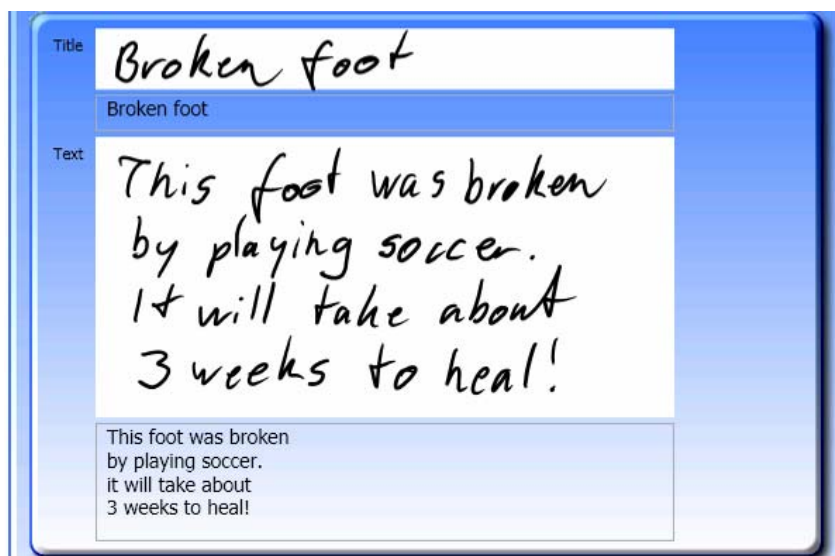 Title
Broken foot
Broken foot
Text
This foot was broken
by playing soccer.
It will take about
3 weeks to heal!
This foot was broken
by playing soccer.
it will take about
3 weeks to heal!